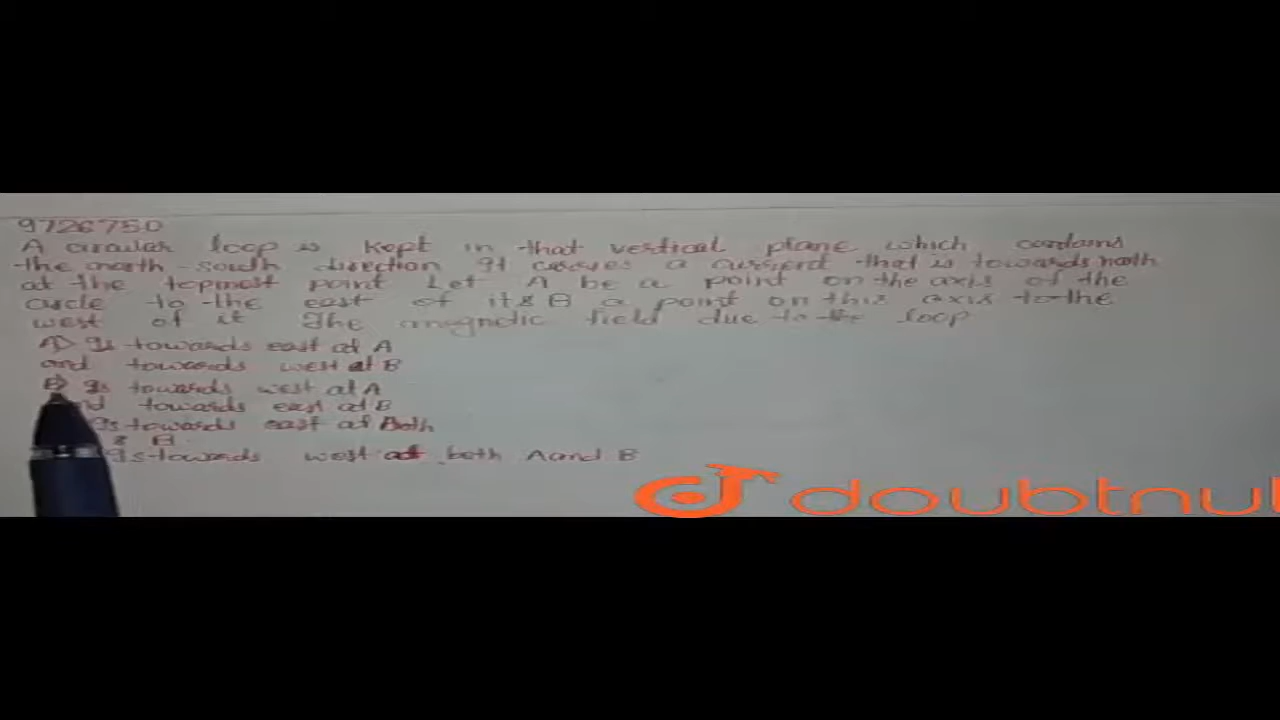 9726750
A circular loop is kept in that vertical plane which contains
the north-south direction It carries a current that is towards north
at the topmost point Let A be a point on the axis of the
circle to the east of it & B a point on this axis to the
west of it The magnetic field due to the loop
A) Is towards east at A
and towards west at B
B) Is towards west at A
and towards east at B
Is towards east at Both
& B
Is towards west at both A and B
doubtnut